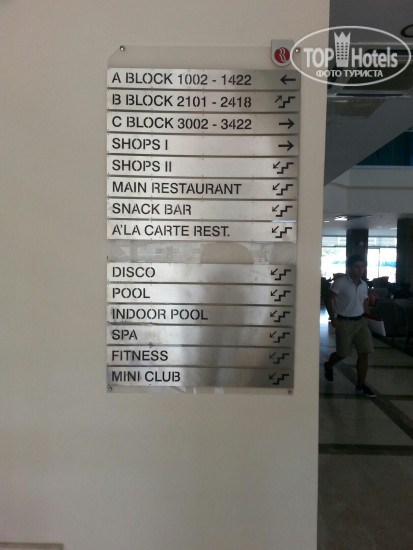 TOP Hotels
ФОТО ТУРИСТА
A BLOCK 1002 - 1422
B BLOCK 2101 - 2418
C BLOCK 3002 - 3422
SHOPS I
SHOPS II
MAIN RESTAURANT
SNACK BAR
A'LA CARTE REST.
DISCO
POOL
INDOOR POOL
SPA
FITNESS
MINI CLUB